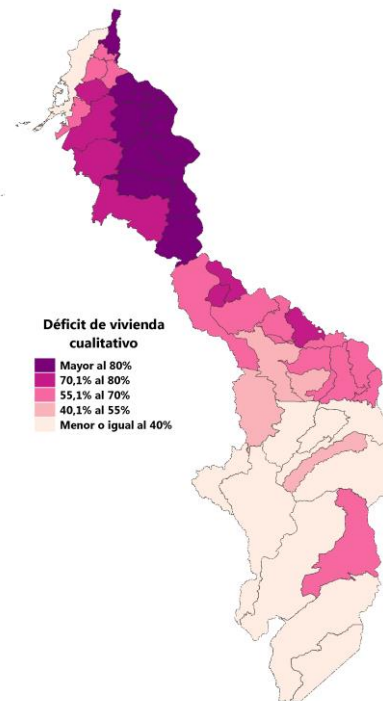 Déficit de vivienda
cualitativo
Mayor al 80%
70,1% al 80%
55,1% al 70%
40,1% al 55%
Menor o igual al 40%